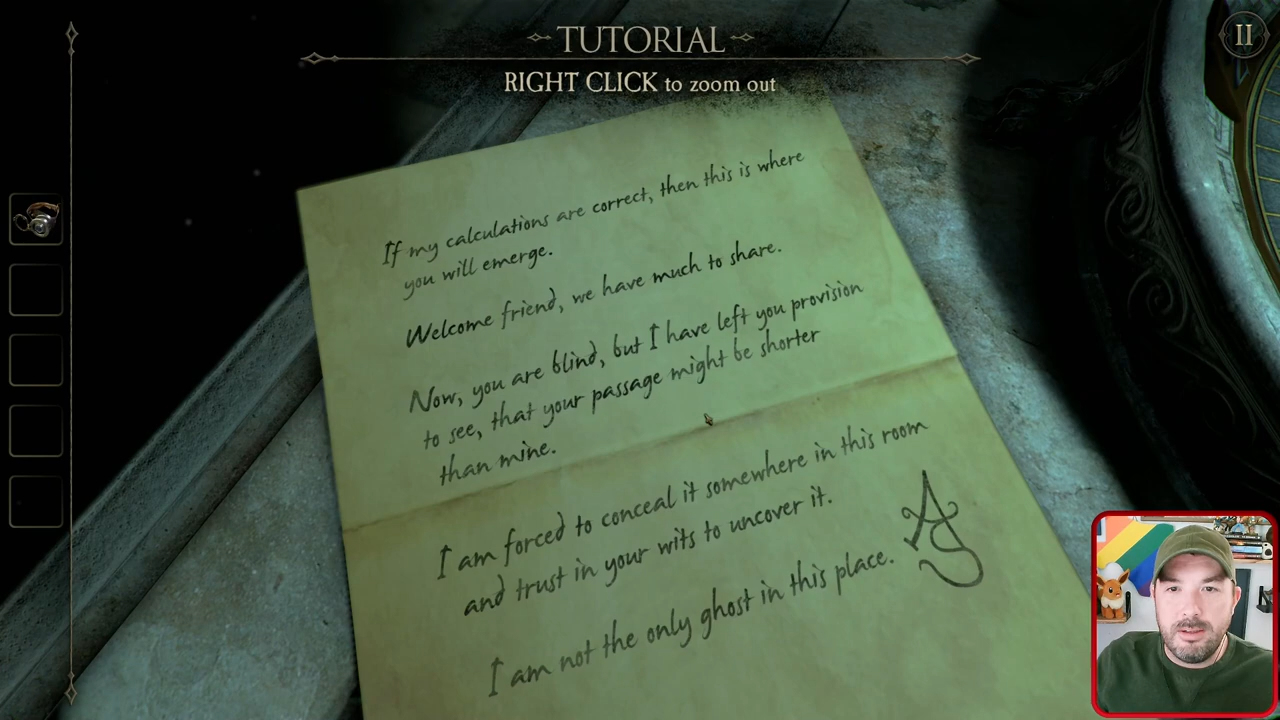 TUTORIAL
RIGHT CLICK to zoom out
II
If my calculations are correct, then this is where
you will emerge.
Welcome friend, we have much to share.
Now, you are blind, but I have left you provision
to see, that your passage might be shorter
than mine.
I am forced to conceal it somewhere in this room
and trust in your wits to uncover it.
AS
I am not the only ghost in this place.